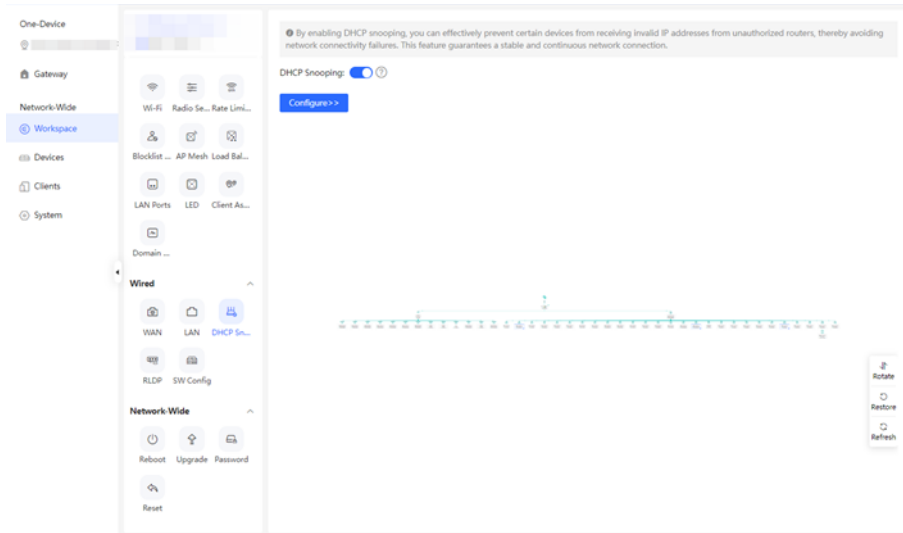 One-Device
Gateway
Network-Wide
Workspace
Devices
Clients
System
Wi-Fi
Radio Se...
Rate Limi...
Blocklist ...
AP Mesh
Load Bal...
LAN Ports
LED
Client As...
Domain ...
Wired
WAN
LAN
DHCP Sn...
RLDP
SW Config
Network-Wide
Reboot
Upgrade
Password
Reset
By enabling DHCP snooping, you can effectively prevent certain devices from receiving invalid IP addresses from unauthorized routers, thereby avoiding
network connectivity failures. This feature guarantees a stable and continuous network connection.
DHCP Snooping:
Configure>>
Rotate
Restore
Refresh